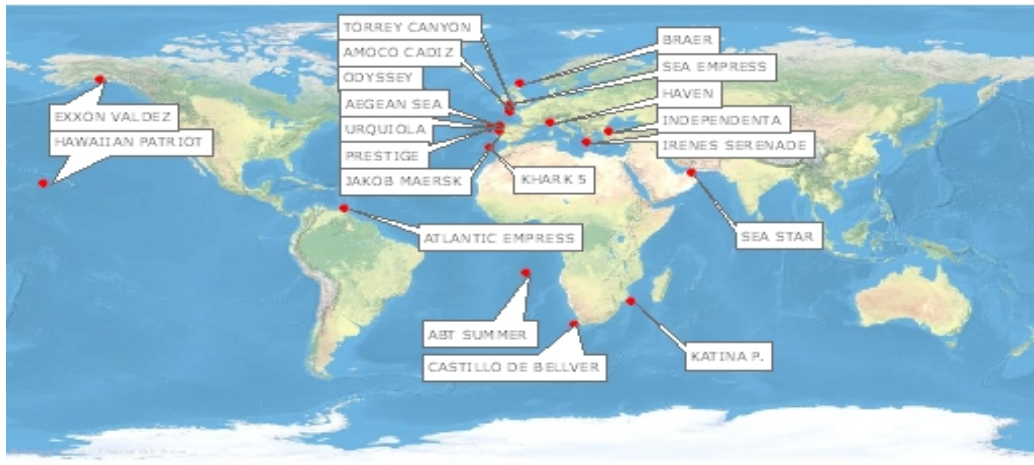 TORREY CANYON
AMOCO CADIZ
ODYSSEY
AEGEAN SEA
URQUIOLA
PRESTIGE
JAKOB MAERSK
KHARK 5
BRAER
SEA EMPRESS
HAVEN
INDEPENDENTA
IRENES SERENADE
EXXON VALDEZ
HAWAIIAN PATRIOT
ATLANTIC EMPRESS
SEA STAR
ABT SUMMER
CASTILLO DE BELLVER
KATINA P.